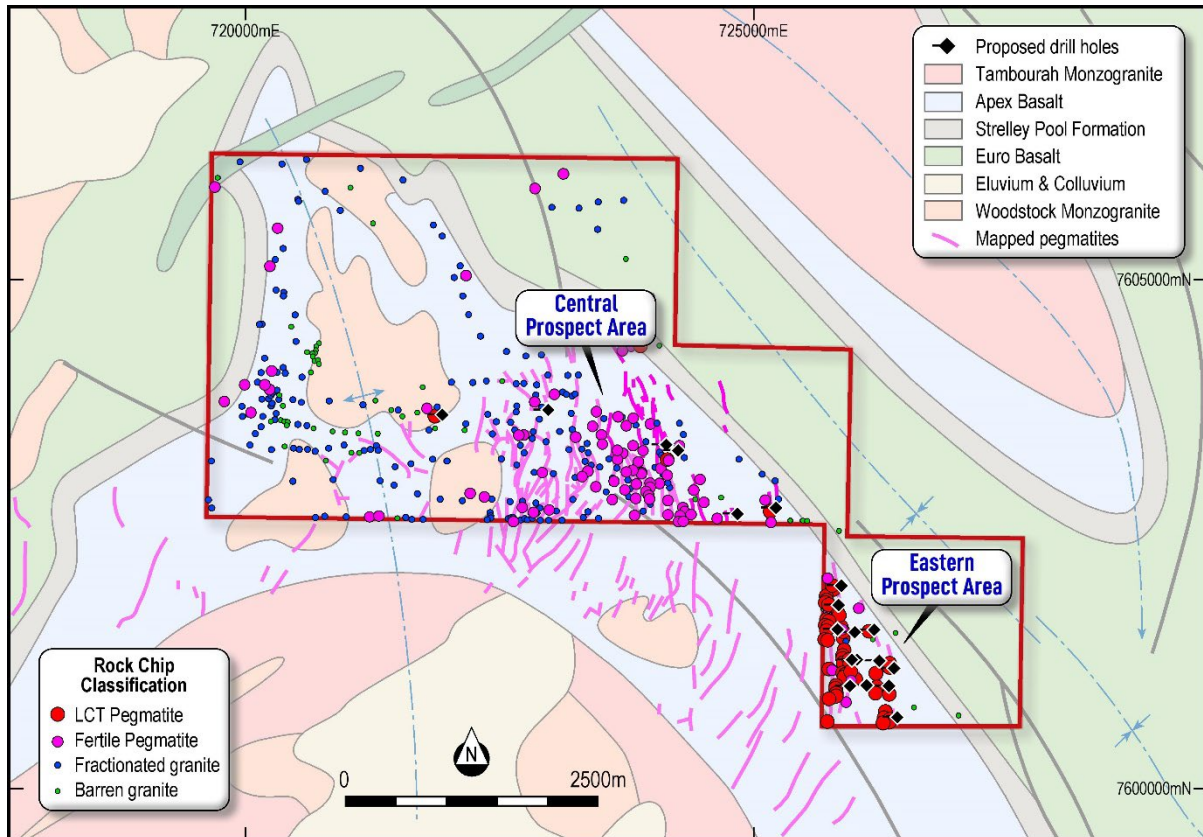 720000mE
725000mE
Proposed drill holes
Tambourah Monzogranite
Apex Basalt
Strelley Pool Formation
Euro Basalt
Eluvium & Colluvium
Woodstock Monzogranite
Mapped pegmatites
7605000mN
Central
Prospect Area
Eastern
Prospect Area
Rock Chip
Classification
LCT Pegmatite
Fertile Pegmatite
Fractionated granite
Barren granite
N
0
2500m
7600000mN